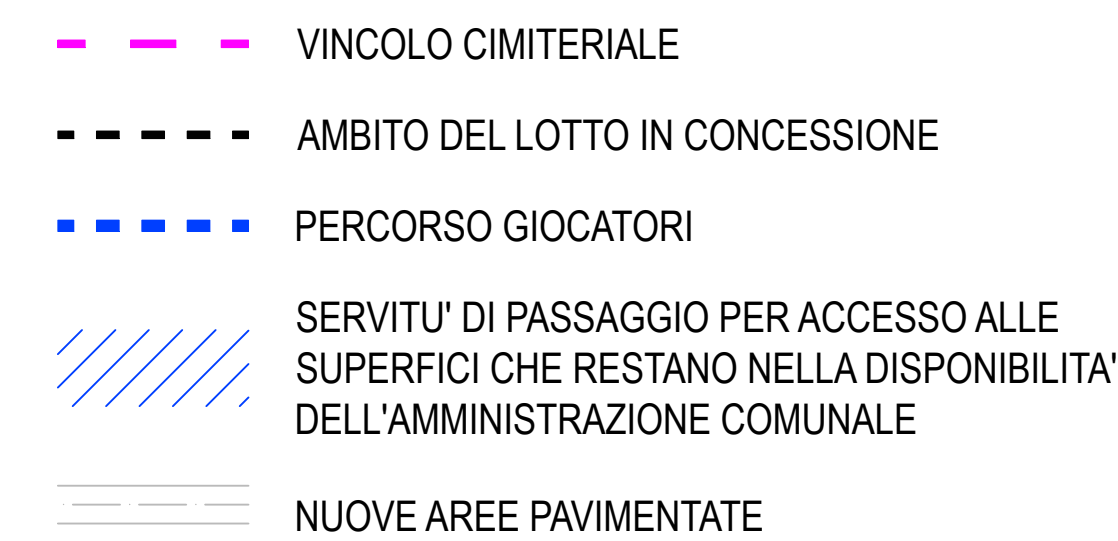 VINCOLO CIMITERIALE
AMBITO DEL LOTTO IN CONCESSIONE
PERCORSO GIOCATORI
SERVITU' DI PASSAGGIO PER ACCESSO ALLE
SUPERFICI CHE RESTANO NELLA DISPONIBILITA'
DELL'AMMINISTRAZIONE COMUNALE
NUOVE AREE PAVIMENTATE